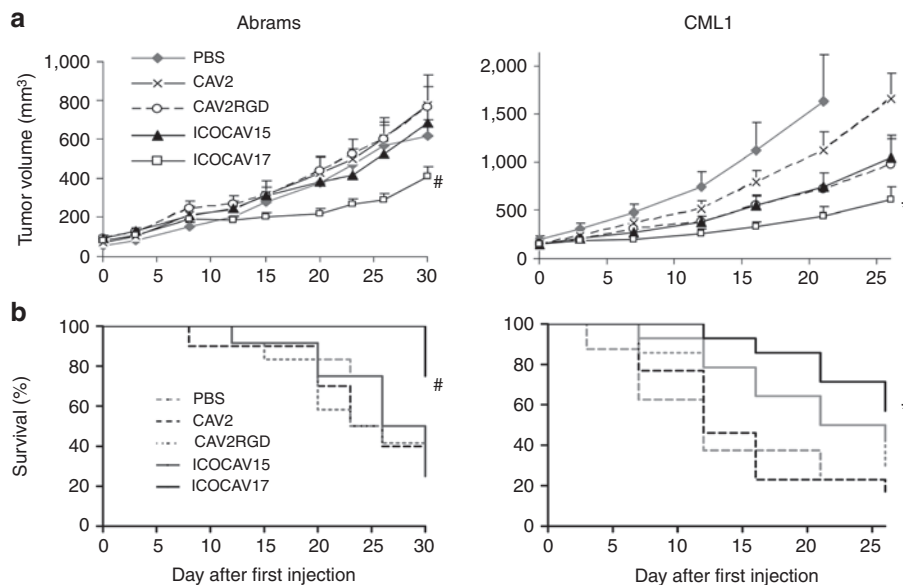 a
Abrams
CML1
Tumor volume (mm³)
1,000
800
600
400
200
0
PBS
CAV2
CAV2RGD
ICOCAV15
ICOCAV17
#
0 5 10 15 20 25 30
2,000
1,500
1,000
500
0
0 5 10 15 20 25
b
Survival (%)
100
80
60
40
20
0
PBS
CAV2
CAV2RGD
ICOCAV15
ICOCAV17
#
0 5 10 15 20 25 30
Day after first injection
100
80
60
40
20
0
0 5 10 15 20 25
Day after first injection